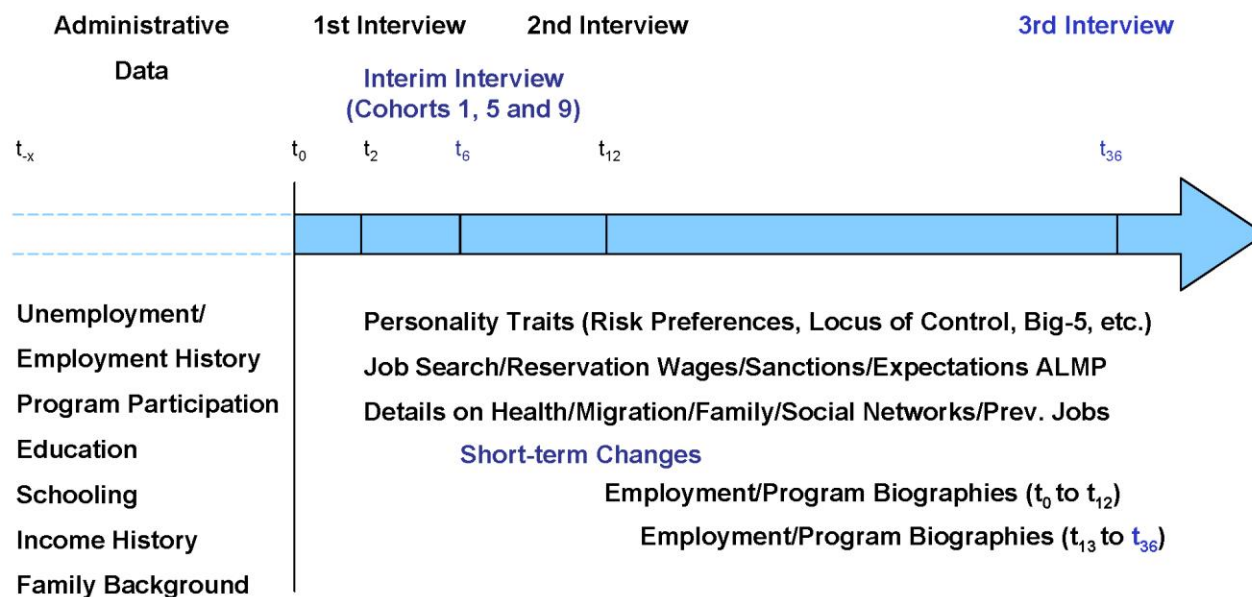 Administrative
Data
1st Interview
2nd Interview
3rd Interview
Interim Interview
(Cohorts 1, 5 and 9)
t-x
t0
t2
t6
t12
t36
Unemployment/
Employment History
Program Participation
Education
Schooling
Income History
Family Background
Personality Traits (Risk Preferences, Locus of Control, Big-5, etc.)
Job Search/Reservation Wages/Sanctions/Expectations ALMP
Details on Health/Migration/Family/Social Networks/Prev. Jobs
Short-term Changes
Employment/Program Biographies (t0 to t12)
Employment/Program Biographies (t13 to t36)